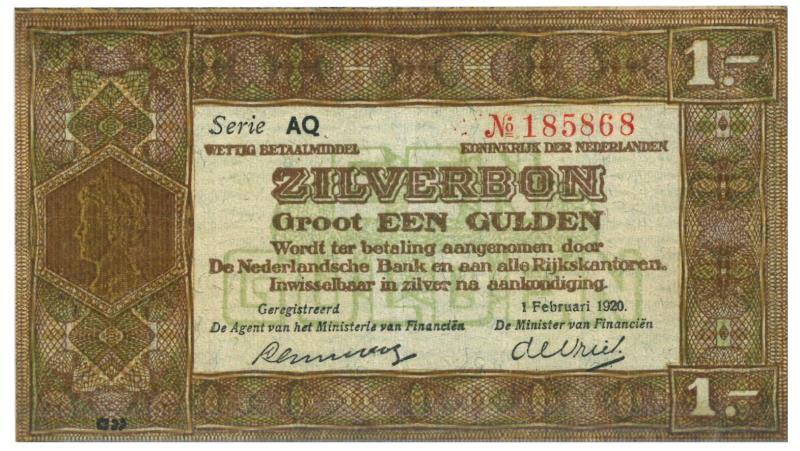 1.-
Serie AQ № 185868
WETTIG BETAALMIDDEL KONINKRIJK DER NEDERLANDEN
ZILVERBON
Groot EEN GULDEN
Wordt ter betaling aangenomen door
De Nederlandsche Bank en aan alle Rijkskantoren.
Inwisselbaar in zilver na aankondiging.
Geregistreerd 1 Februari 1920.
De Agent van het Ministerie van Financiën De Minister van Financiën
de Vries.
1.-